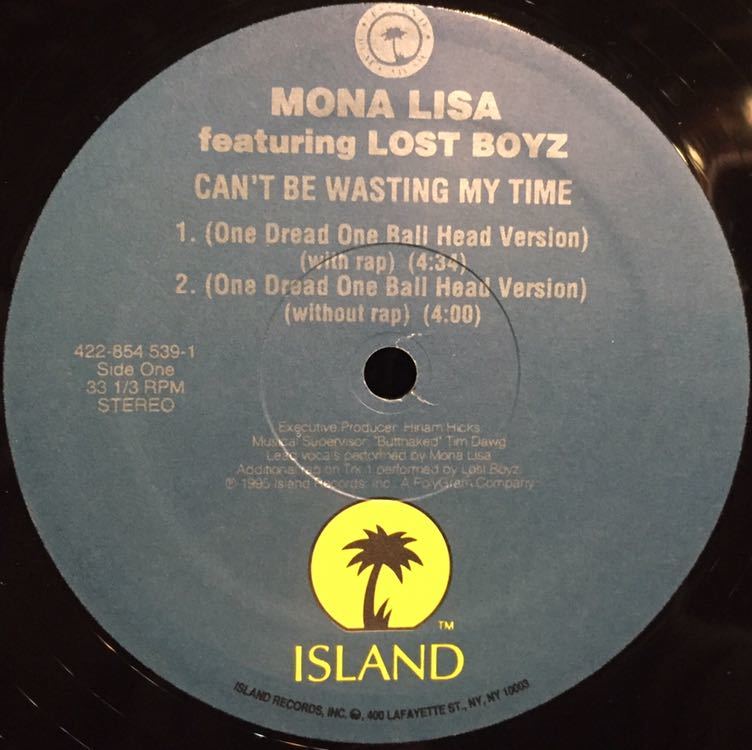 ISLAND
MONA LISA
featuring LOST BOYZ
CAN'T BE WASTING MY TIME
1. (One Dread One Ball Head Version)
(with rap) (4:34)
2. (One Dread One Ball Head Version)
(without rap) (4:00)
422-854 539-1
Side One
33 1/3 RPM
STEREO
Executive Producer: Hiriam Hicks
Musical Supervisor: "Buttnaked" Tim Dawg
Lead vocals performed by Mona Lisa
Additional rap on Trk 1 performed by Lost Boyz
℗ 1995 Island Records, Inc., A PolyGram Company
TM
ISLAND
ISLAND RECORDS, INC. 400 LAFAYETTE ST., NY, NY 10003